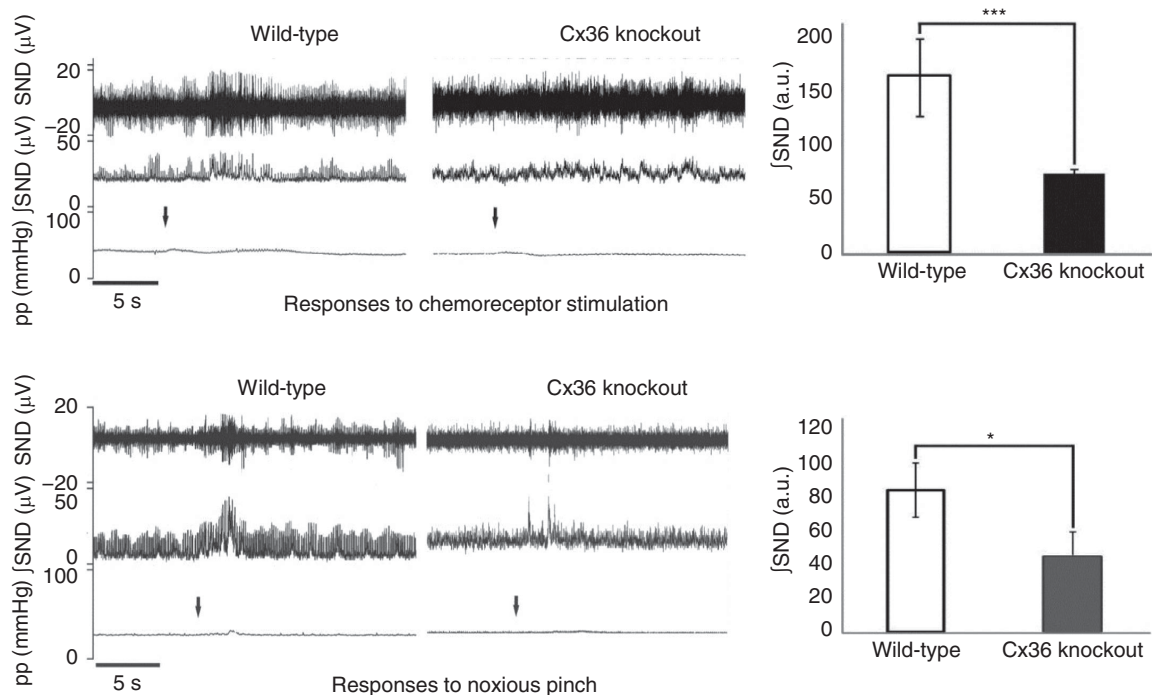 Wild-type
Cx36 knockout
SND (μV)
20
−20
∫SND (μV)
50
0
pp (mmHg)
100
0
5 s
Responses to chemoreceptor stimulation
***
∫SND (a.u.)
200
150
100
50
0
Wild-type
Cx36 knockout
Wild-type
Cx36 knockout
SND (μV)
20
−20
∫SND (μV)
50
0
pp (mmHg)
100
0
5 s
Responses to noxious pinch
*
∫SND (a.u.)
120
100
80
60
40
20
0
Wild-type
Cx36 knockout